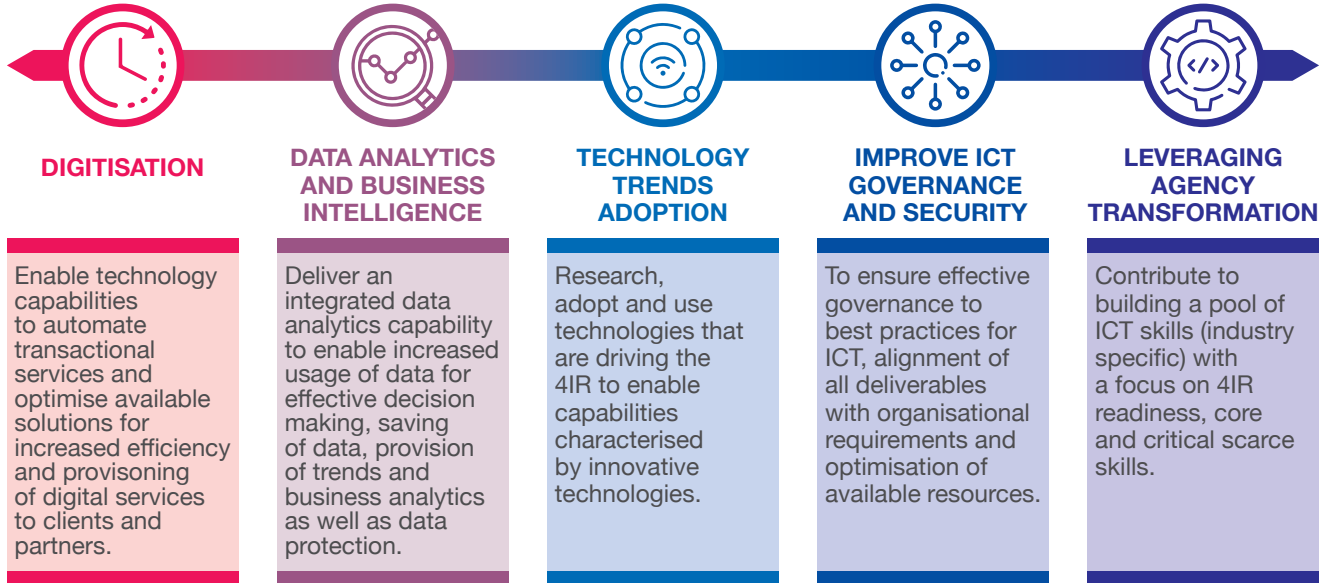 DIGITISATION
Enable technology
capabilities
to automate
transactional
services and
optimise available
solutions for
increased efficiency
and provisoning
of digital services
to clients and
partners.
DATA ANALYTICS
AND BUSINESS
INTELLIGENCE
Deliver an
integrated data
analytics capability
to enable increased
usage of data for
effective decision
making, saving
of data, provision
of trends and
business analytics
as well as data
protection.
TECHNOLOGY
TRENDS
ADOPTION
Research,
adopt and use
technologies that
are driving the
4IR to enable
capabilities
characterised
by innovative
technologies.
IMPROVE ICT
GOVERNANCE
AND SECURITY
To ensure effective
governance to
best practices for
ICT, alignment of
all deliverables
with organisational
requirements and
optimisation of
available resources.
</>
LEVERAGING
AGENCY
TRANSFORMATION
Contribute to
building a pool of
ICT skills (industry
specific) with
a focus on 4IR
readiness, core
and critical scarce
skills.